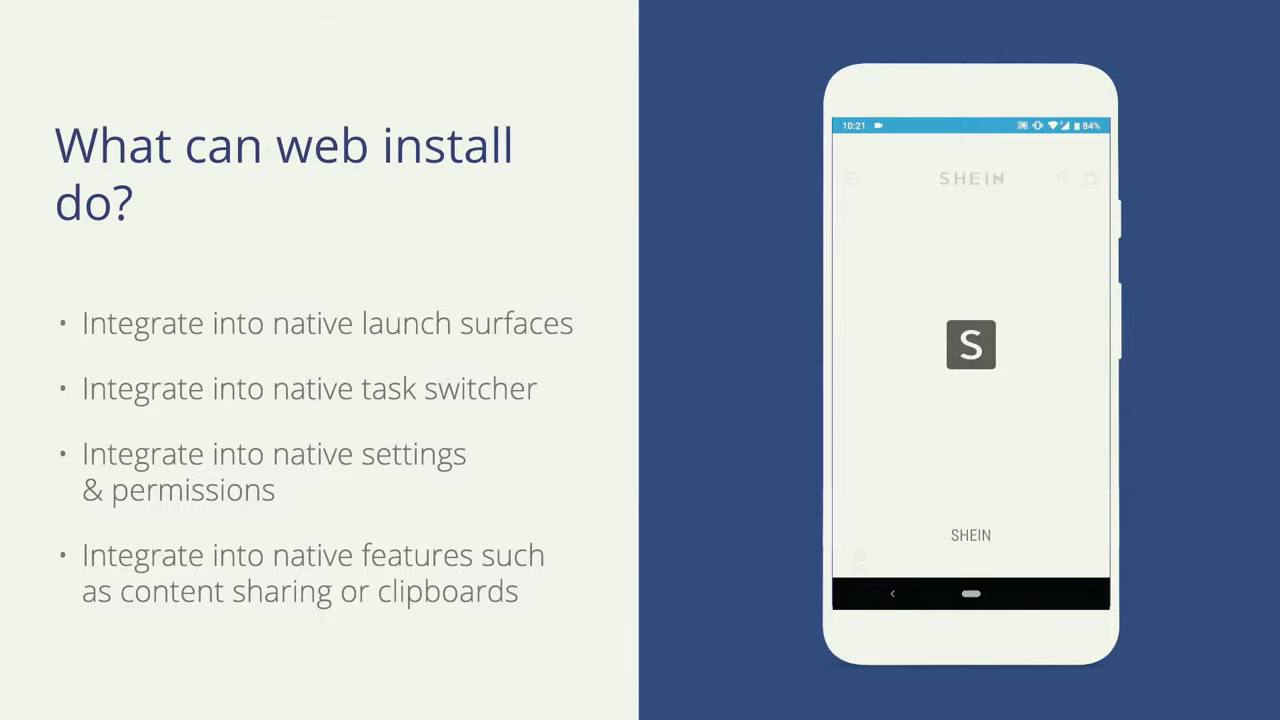 What can web install
do?
• Integrate into native launch surfaces
• Integrate into native task switcher
• Integrate into native settings
& permissions
• Integrate into native features such
as content sharing or clipboards
10:21 84%
SHEIN
S
SHEIN